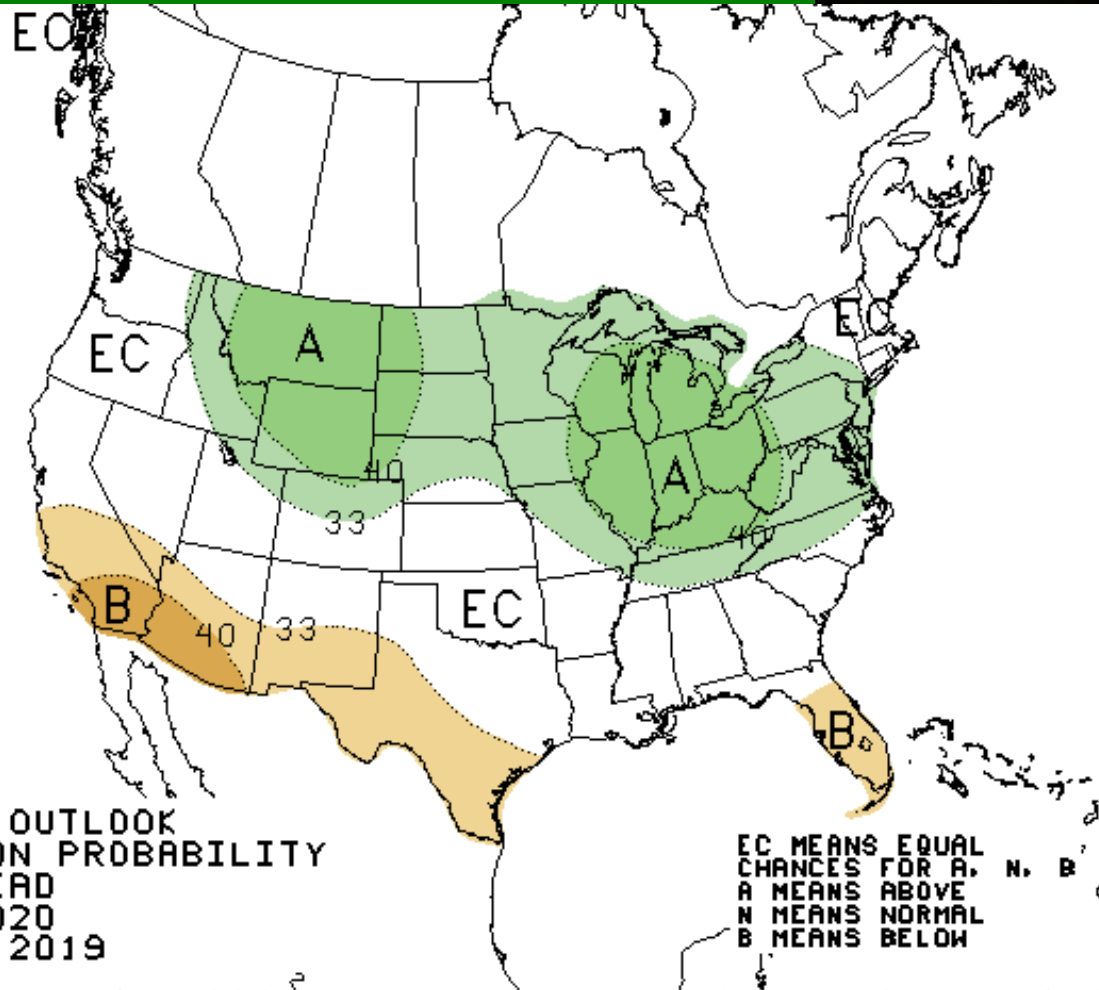 EC
EC
A
EC
40
33
A
40
B
40
33
EC
B
OUTLOOK
ON PROBABILITY
EAD
020
2019
EC MEANS EQUAL
CHANCES FOR A, N, B
A MEANS ABOVE
N MEANS NORMAL
B MEANS BELOW